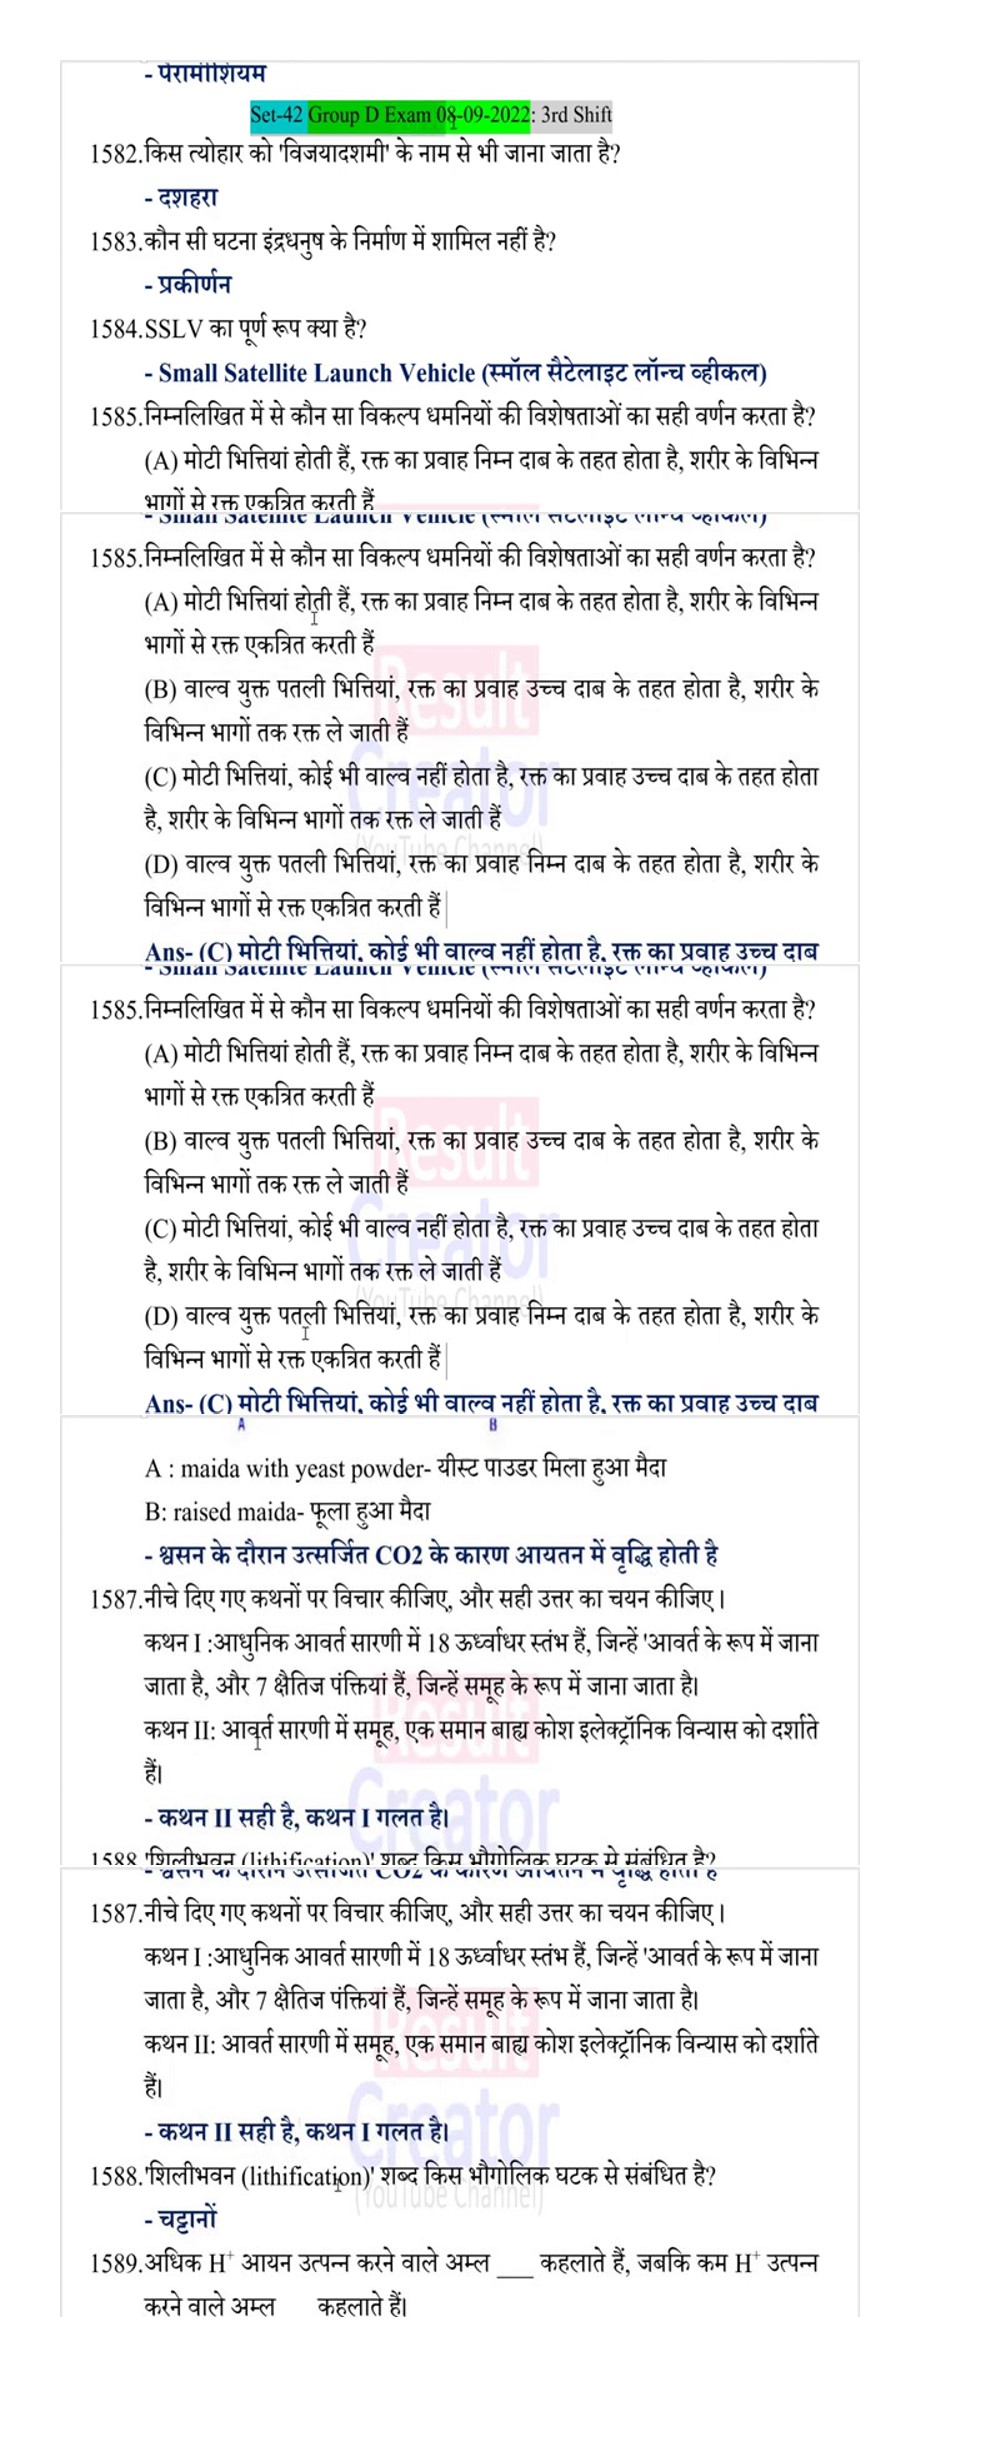 - पैरामीशियम
Set-42 Group D Exam 08-09-2022: 3rd Shift
1582.किस त्योहार को 'विजयादशमी' के नाम से भी जाना जाता है?
- दशहरा
1583.कौन सी घटना इंद्रधनुष के निर्माण में शामिल नहीं है?
- प्रकीर्णन
1584.SSLV का पूर्ण रूप क्या है?
- Small Satellite Launch Vehicle (स्मॉल सैटेलाइट लॉन्च व्हीकल)
1585.निम्नलिखित में से कौन सा विकल्प धमनियों की विशेषताओं का सही वर्णन करता है?
(A) मोटी भित्तियां होती हैं, रक्त का प्रवाह निम्न दाब के तहत होता है, शरीर के विभिन्न
भागों से रक्त एकत्रित करती हैं
- Small Satellite Launch Vehicle (स्मॉल सैटेलाइट लॉन्च व्हीकल)
1585.निम्नलिखित में से कौन सा विकल्प धमनियों की विशेषताओं का सही वर्णन करता है?
(A) मोटी भित्तियां होती हैं, रक्त का प्रवाह निम्न दाब के तहत होता है, शरीर के विभिन्न
भागों से रक्त एकत्रित करती हैं
(B) वाल्व युक्त पतली भित्तियां, रक्त का प्रवाह उच्च दाब के तहत होता है, शरीर के
विभिन्न भागों तक रक्त ले जाती हैं
(C) मोटी भित्तियां, कोई भी वाल्व नहीं होता है, रक्त का प्रवाह उच्च दाब के तहत होता
है, शरीर के विभिन्न भागों तक रक्त ले जाती हैं
(D) वाल्व युक्त पतली भित्तियां, रक्त का प्रवाह निम्न दाब के तहत होता है, शरीर के
विभिन्न भागों से रक्त एकत्रित करती हैं
Ans- (C) मोटी भित्तियां, कोई भी वाल्व नहीं होता है, रक्त का प्रवाह उच्च दाब
- Small Satellite Launch Vehicle (स्मॉल सैटेलाइट लॉन्च व्हीकल)
1585.निम्नलिखित में से कौन सा विकल्प धमनियों की विशेषताओं का सही वर्णन करता है?
(A) मोटी भित्तियां होती हैं, रक्त का प्रवाह निम्न दाब के तहत होता है, शरीर के विभिन्न
भागों से रक्त एकत्रित करती हैं
(B) वाल्व युक्त पतली भित्तियां, रक्त का प्रवाह उच्च दाब के तहत होता है, शरीर के
विभिन्न भागों तक रक्त ले जाती हैं
(C) मोटी भित्तियां, कोई भी वाल्व नहीं होता है, रक्त का प्रवाह उच्च दाब के तहत होता
है, शरीर के विभिन्न भागों तक रक्त ले जाती हैं
(D) वाल्व युक्त पतली भित्तियां, रक्त का प्रवाह निम्न दाब के तहत होता है, शरीर के
विभिन्न भागों से रक्त एकत्रित करती हैं
Ans- (C) मोटी भित्तियां, कोई भी वाल्व नहीं होता है, रक्त का प्रवाह उच्च दाब
A B
A : maida with yeast powder- यीस्ट पाउडर मिला हुआ मैदा
B: raised maida- फूला हुआ मैदा
- श्वसन के दौरान उत्सर्जित CO2 के कारण आयतन में वृद्धि होती है
1587.नीचे दिए गए कथनों पर विचार कीजिए, और सही उत्तर का चयन कीजिए।
कथन I :आधुनिक आवर्त सारणी में 18 ऊर्ध्वाधर स्तंभ हैं, जिन्हें 'आवर्त के रूप में जाना
जाता है, और 7 क्षैतिज पंक्तियां हैं, जिन्हें समूह के रूप में जाना जाता है।
कथन II: आवर्त सारणी में समूह, एक समान बाह्य कोश इलेक्ट्रॉनिक विन्यास को दर्शाते
हैं।
- कथन II सही है, कथन I गलत है।
1588.'शिलीभवन (lithification)' शब्द किस भौगोलिक घटक से संबंधित है?
- श्वसन के दौरान उत्सर्जित CO2 के कारण आयतन में वृद्धि होती है
1587.नीचे दिए गए कथनों पर विचार कीजिए, और सही उत्तर का चयन कीजिए।
कथन I :आधुनिक आवर्त सारणी में 18 ऊर्ध्वाधर स्तंभ हैं, जिन्हें 'आवर्त के रूप में जाना
जाता है, और 7 क्षैतिज पंक्तियां हैं, जिन्हें समूह के रूप में जाना जाता है।
कथन II: आवर्त सारणी में समूह, एक समान बाह्य कोश इलेक्ट्रॉनिक विन्यास को दर्शाते
हैं।
- कथन II सही है, कथन I गलत है।
1588.'शिलीभवन (lithification)' शब्द किस भौगोलिक घटक से संबंधित है?
- चट्टानों
1589.अधिक H⁺ आयन उत्पन्न करने वाले अम्ल ___ कहलाते हैं, जबकि कम H⁺ उत्पन्न
करने वाले अम्ल कहलाते हैं।
Result
Creator
(YouTube Channel)